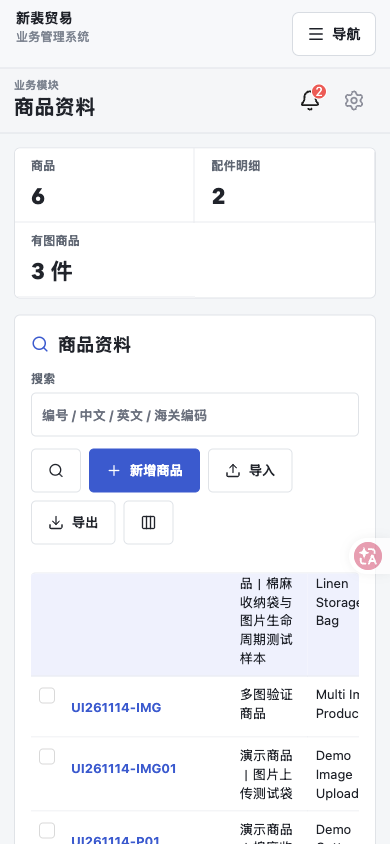 新裴贸易
业务管理系统
导航
业务模块
商品资料
2
商品
6
配件明细
2
有图商品
3 件
商品资料
搜索
编号 / 中文 / 英文 / 海关编码
新增商品
导入
导出
品 | 棉麻
收纳袋与
图片生命
周期测试
样本
Linen
Storage
Bag
UI261114-IMG
多图验证
商品
Multi Im
Produc
UI261114-IMG01
演示商品
| 图片上
传测试袋
Demo
Image
Upload
UI261114-P01
演示商品
Demo